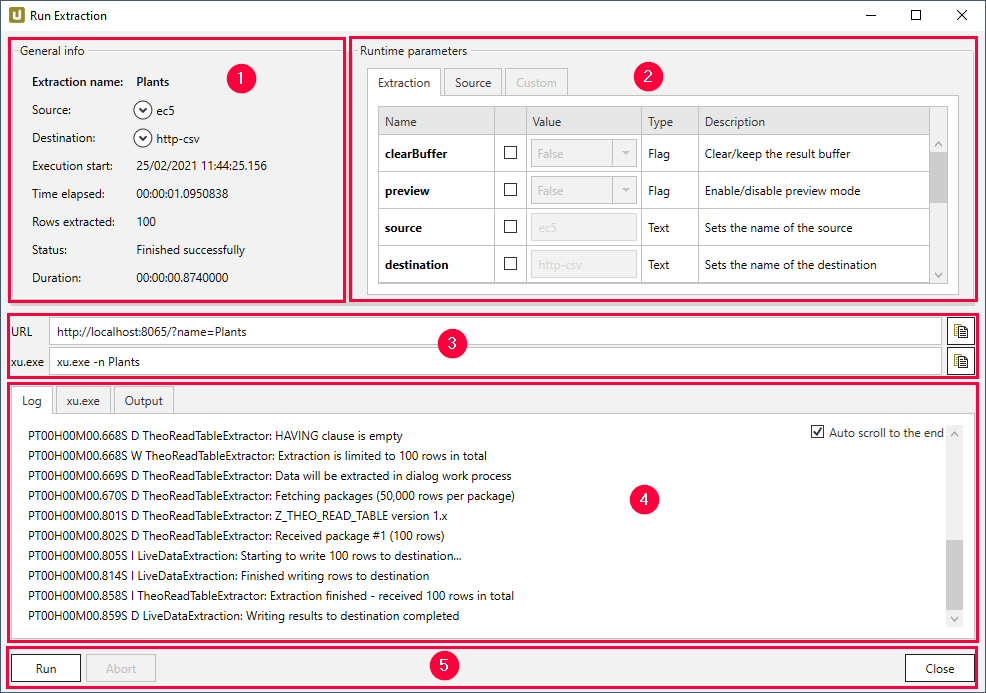 Run Extraction
General info
Extraction name: Plants
1
Source: ec5
Destination: http-csv
Execution start: 25/02/2021 11:44:25.156
Time elapsed: 00:00:01.0950838
Rows extracted: 100
Status: Finished successfully
Duration: 00:00:00.8740000
Runtime parameters
2
Extraction Source Custom
Name Value Type Description
clearBuffer False Flag Clear/keep the result buffer
preview False Flag Enable/disable preview mode
source ec5 Text Sets the name of the source
destination http-csv Text Sets the name of the destination
URL http://localhost:8065/?name=Plants
3
xu.exe xu.exe -n Plants
Log xu.exe Output
Auto scroll to the end
PT00H00M00.668S D TheoReadTableExtractor: HAVING clause is empty
PT00H00M00.668S W TheoReadTableExtractor: Extraction is limited to 100 rows in total
PT00H00M00.669S D TheoReadTableExtractor: Data will be extracted in dialog work process
PT00H00M00.670S D TheoReadTableExtractor: Fetching packages (50,000 rows per package)
4
PT00H00M00.801S D TheoReadTableExtractor: Z_THEO_READ_TABLE version 1.x
PT00H00M00.802S D TheoReadTableExtractor: Received package #1 (100 rows)
PT00H00M00.805S I LiveDataExtraction: Starting to write 100 rows to destination...
PT00H00M00.814S I LiveDataExtraction: Finished writing rows to destination
PT00H00M00.858S I TheoReadTableExtractor: Extraction finished - received 100 rows in total
PT00H00M00.859S D LiveDataExtraction: Writing results to destination completed
Run Abort 5 Close